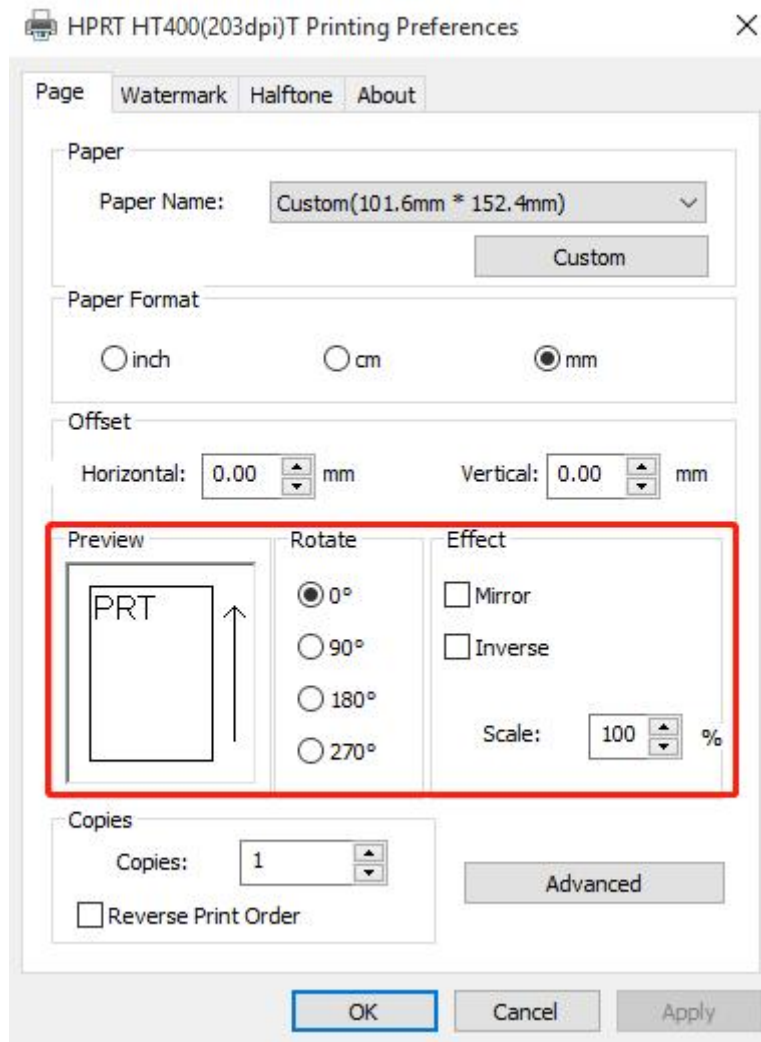 HPRT HT400(203dpi)T Printing Preferences
Page Watermark Halftone About
Paper
Paper Name: Custom(101.6mm * 152.4mm)
Custom
Paper Format
inch cm mm
Offset
Horizontal: 0.00 mm Vertical: 0.00 mm
Preview Rotate Effect
PRT 0° Mirror
90° Inverse
180°
Scale: 100 %
270°
Copies
Copies: 1
Advanced
Reverse Print Order
OK Cancel Apply